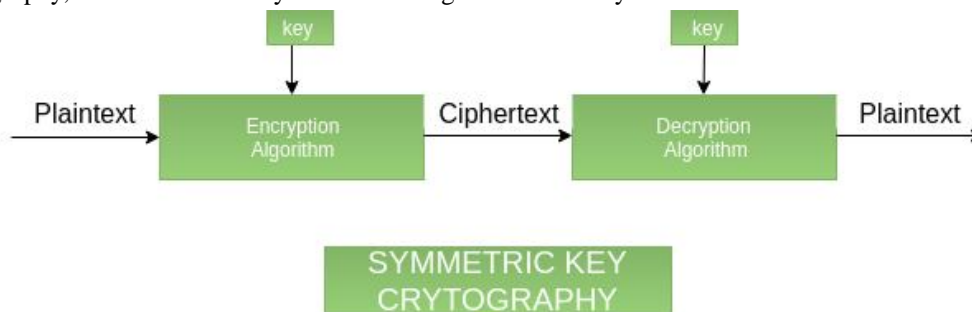 key
key
Plaintext
Encryption
Algorithm
Ciphertext
Decryption
Algorithm
Plaintext
SYMMETRIC KEY
CRYTOGRAPHY